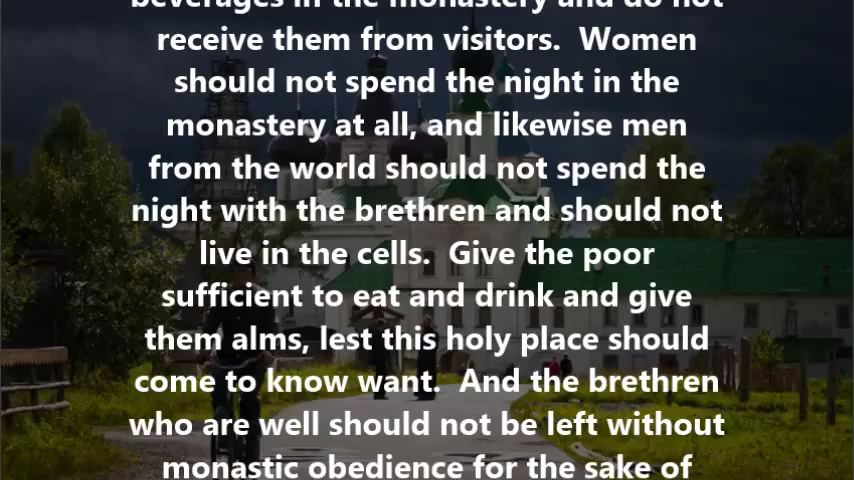 beverages in the monastery and do not
receive them from visitors.  Women
should not spend the night in the
monastery at all, and likewise men
from the world should not spend the
night with the brethren and should not
live in the cells.  Give the poor
sufficient to eat and drink and give
them alms, lest this holy place should
come to know want.  And the brethren
who are well should not be left without
monastic obedience for the sake of